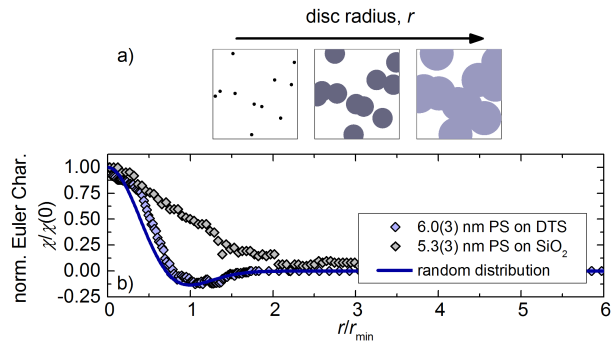 disc radius, r
a)
norm. Euler Char.
χ/χ(0)
1.00
0.75
0.50
0.25
0.00
-0.25
b)
6.0(3) nm PS on DTS
5.3(3) nm PS on SiO₂
random distribution
0 1 2 3 4 5 6
r/rₘᵢₙ